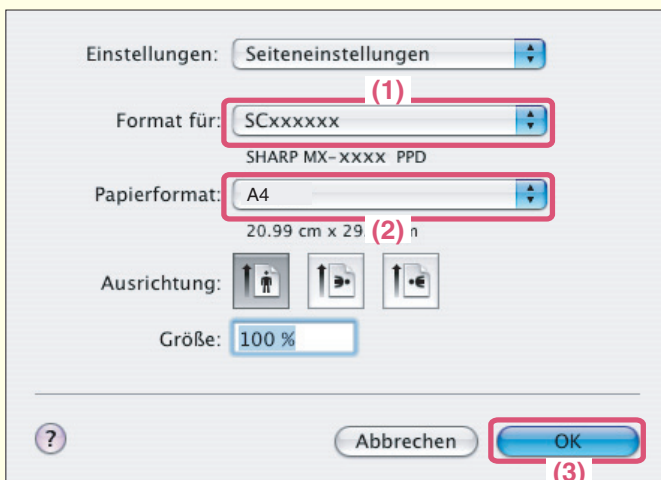 Einstellungen: Seiteneinstellungen
(1)
Format für: SCxxxxxx
SHARP MX-xxxx PPD
Papierformat: A4
20.99 cm x 29 (2) m
Ausrichtung:
Größe: 100 %
? Abbrechen OK
(3)